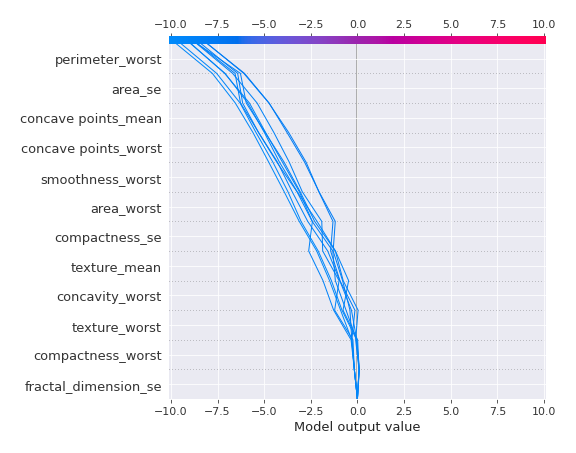 −10.0 −7.5 −5.0 −2.5 0.0 2.5 5.0 7.5 10.0
perimeter_worst
area_se
concave points_mean
concave points_worst
smoothness_worst
area_worst
compactness_se
texture_mean
concavity_worst
texture_worst
compactness_worst
fractal_dimension_se
−10.0 −7.5 −5.0 −2.5 0.0 2.5 5.0 7.5 10.0
Model output value